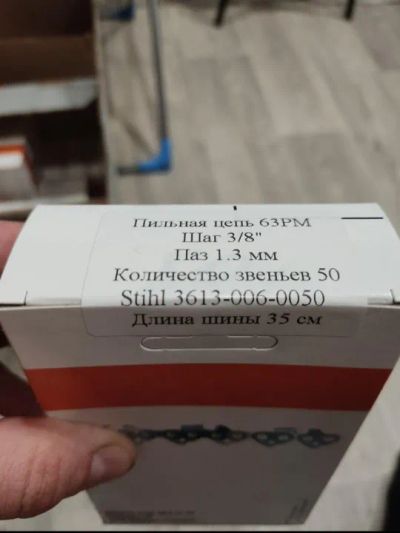 Пильная цепь 63РМ
Шаг 3/8"
Паз 1.3 мм
Количество звеньев 50
Stihl 3613-006-0050
Длина шины 35 см